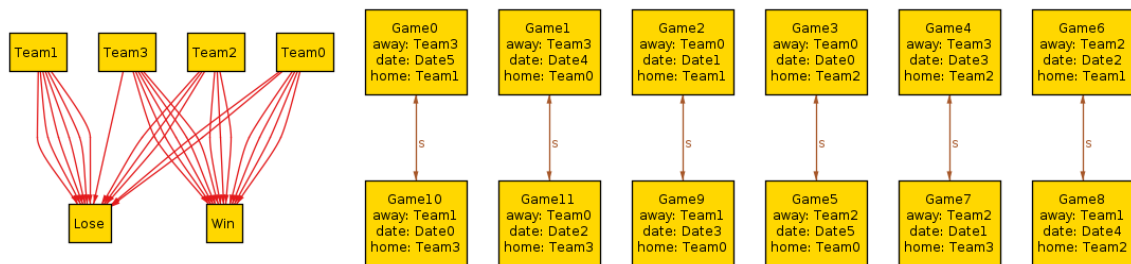 Team1
Team3
Team2
Team0
Lose
Win
Game0
away: Team3
date: Date5
home: Team1
Game1
away: Team3
date: Date4
home: Team0
Game2
away: Team0
date: Date1
home: Team1
Game3
away: Team0
date: Date0
home: Team2
Game4
away: Team3
date: Date3
home: Team2
Game6
away: Team2
date: Date2
home: Team1
s
s
s
s
s
s
Game10
away: Team1
date: Date0
home: Team3
Game11
away: Team0
date: Date2
home: Team3
Game9
away: Team1
date: Date3
home: Team0
Game5
away: Team2
date: Date5
home: Team0
Game7
away: Team2
date: Date1
home: Team3
Game8
away: Team1
date: Date4
home: Team2